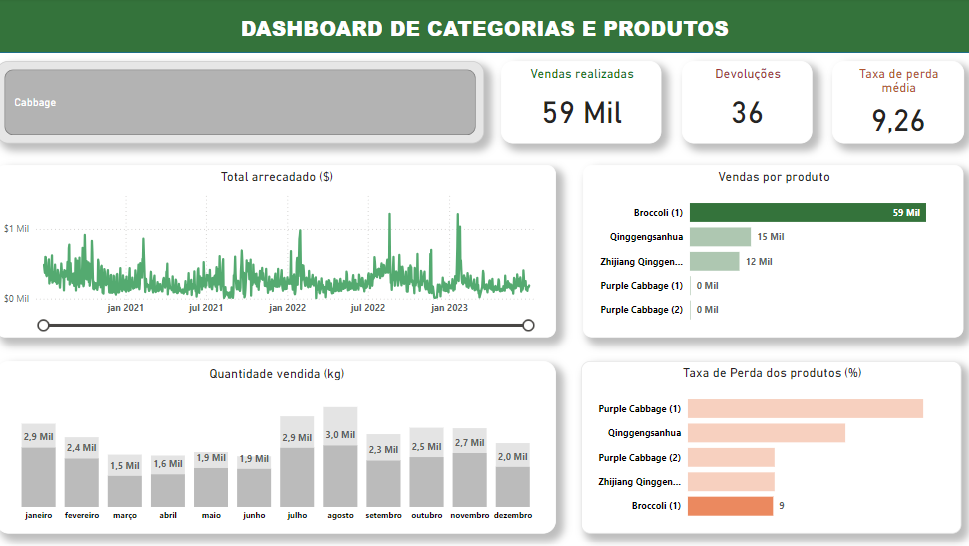 DASHBOARD DE CATEGORIAS E PRODUTOS
Cabbage
Vendas realizadas
59 Mil
Devoluções
36
Taxa de perda
média
9,26
Total arrecadado ($)
$1 Mil
$0 Mil
jan 2021
jul 2021
jan 2022
jul 2022
jan 2023
Vendas por produto
Broccoli (1)
59 Mil
Qinggengsanhua
15 Mil
Zhijiang Qinggen...
12 Mil
Purple Cabbage (1)
0 Mil
Purple Cabbage (2)
0 Mil
Quantidade vendida (kg)
2,9 Mil
2,4 Mil
1,5 Mil
1,6 Mil
1,9 Mil
1,9 Mil
2,9 Mil
3,0 Mil
2,3 Mil
2,5 Mil
2,7 Mil
2,0 Mil
janeiro
fevereiro
março
abril
maio
junho
julho
agosto
setembro
outubro
novembro
dezembro
Taxa de Perda dos produtos (%)
Purple Cabbage (1)
Qinggengsanhua
Purple Cabbage (2)
Zhijiang Qinggen...
Broccoli (1)
9